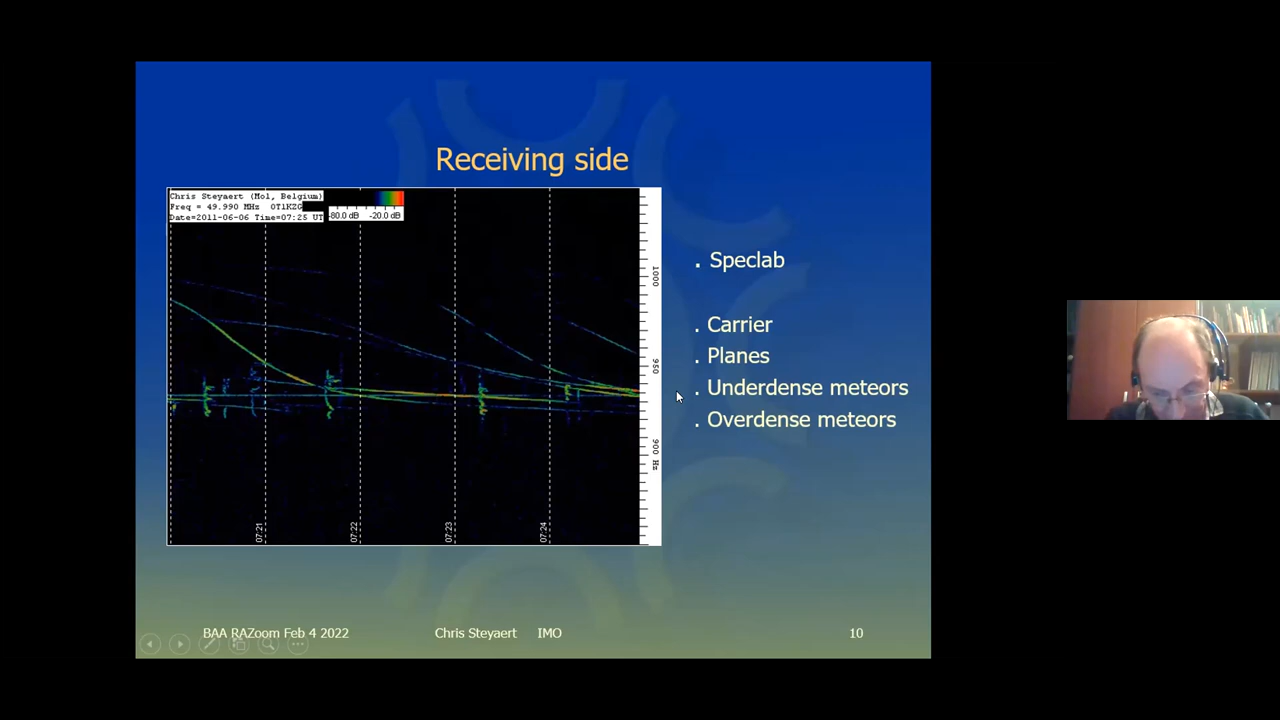 Receiving side
Chris Steyaert (Mol, Belgium)
Freq = 49.990 MHz OT1KZG
Date=2011-06-06 Time=07:25 UT
-80.0 dB -20.0 dB
1000
950
900 Hz
07:21
07:22
07:23
07:24
. Speclab
. Carrier
. Planes
. Underdense meteors
. Overdense meteors
BAA RAZoom Feb 4 2022
Chris Steyaert IMO
10